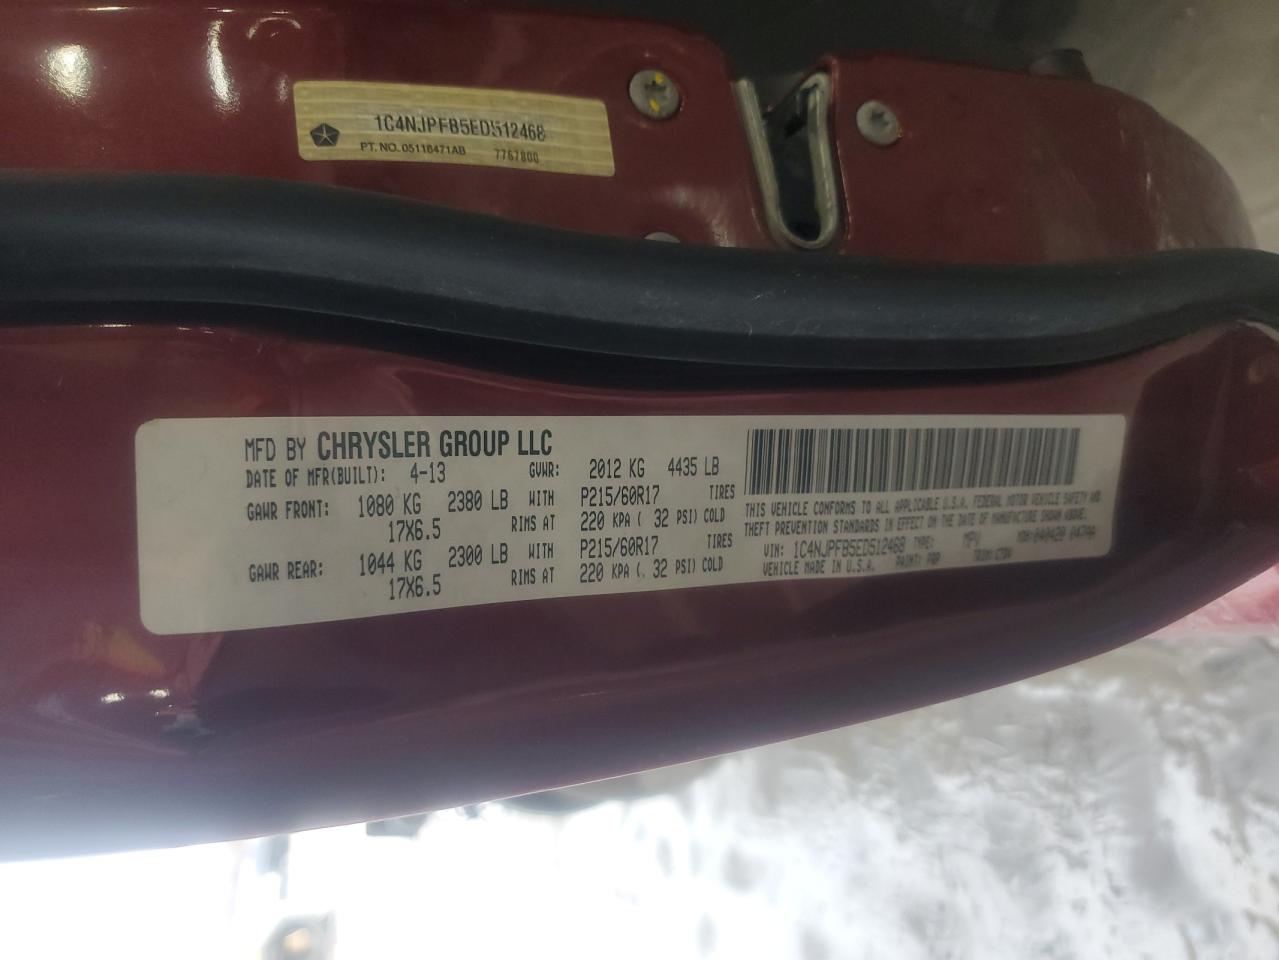 1C4NJPFB5ED512468
PT. NO. 05116471AB 7767800
MFD BY CHRYSLER GROUP LLC
DATE OF MFR(BUILT): 4-13 GVWR: 2012 KG 4435 LB
GAWR FRONT: 1080 KG 2380 LB WITH P215/60R17 TIRES
17X6.5 RIMS AT 220 KPA ( 32 PSI) COLD
GAWR REAR: 1044 KG 2300 LB WITH P215/60R17 TIRES
17X6.5 RIMS AT 220 KPA ( 32 PSI) COLD
THIS VEHICLE CONFORMS TO ALL APPLICABLE U.S.A. FEDERAL MOTOR VEHICLE SAFETY AND
THEFT PREVENTION STANDARDS IN EFFECT ON THE DATE OF MANUFACTURE SHOWN ABOVE.
VIN: 1C4NJPFB5ED512468 TYPE: MPV
VEHICLE MADE IN U.S.A. PAINT: PRP